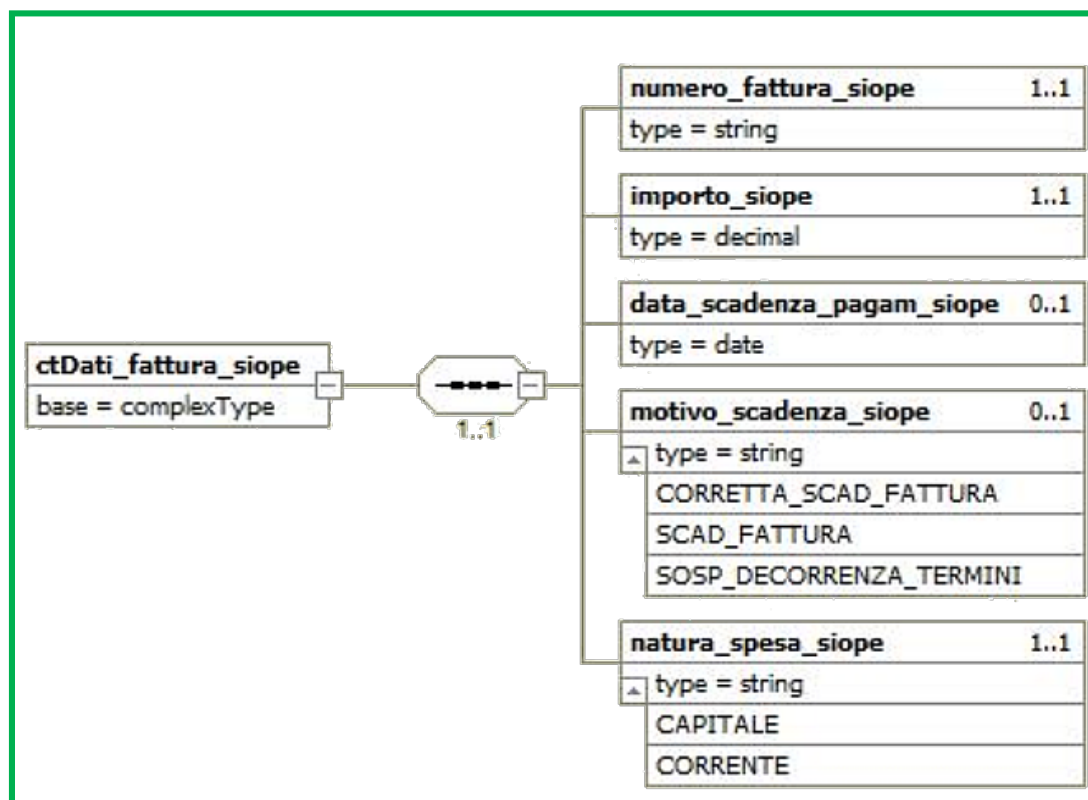 numero_fattura_siope 1..1
type = string
importo_siope 1..1
type = decimal
data_scadenza_pagam_siope 0..1
type = date
ctDati_fattura_siope
base = complexType
1..1
motivo_scadenza_siope 0..1
type = string
CORRETTA_SCAD_FATTURA
SCAD_FATTURA
SOSP_DECORRENZA_TERMINI
natura_spesa_siope 1..1
type = string
CAPITALE
CORRENTE